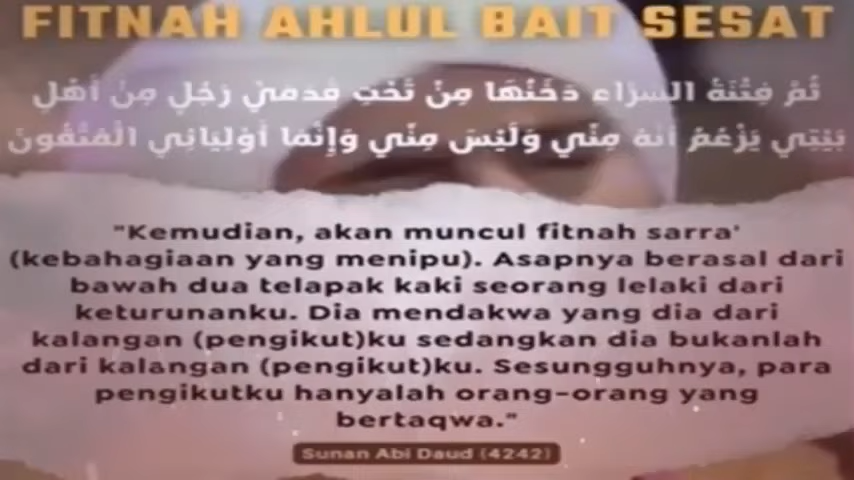 FITNAH AHLUL BAIT SESAT
ثُمَّ فِتْنَةُ السَّرَّاءِ دَخَنُهَا مِنْ تَحْتِ قَدَمَيْ رَجُلٍ مِنْ أَهْلِ
بَيْتِي يَزْعُمُ أَنَّهُ مِنِّي وَلَيْسَ مِنِّي وَإِنَّمَا أَوْلِيَائِي الْمُتَّقُونَ
"Kemudian, akan muncul fitnah sarra'
(kebahagiaan yang menipu). Asapnya berasal dari
bawah dua telapak kaki seorang lelaki dari
keturunanku. Dia mendakwa yang dia dari
kalangan (pengikut)ku sedangkan dia bukanlah
dari kalangan (pengikut)ku. Sesungguhnya, para
pengikutku hanyalah orang-orang yang
bertaqwa."
Sunan Abi Daud (4242)